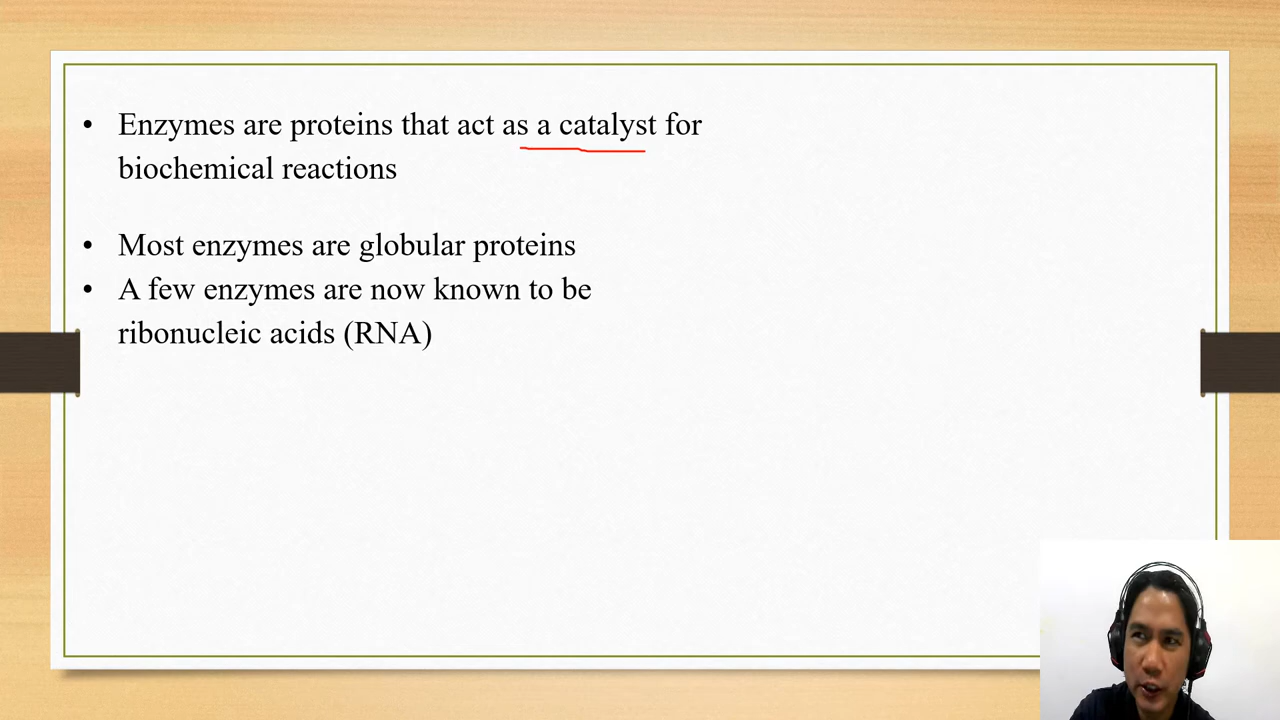 • Enzymes are proteins that act as a catalyst for
biochemical reactions
• Most enzymes are globular proteins
• A few enzymes are now known to be
ribonucleic acids (RNA)